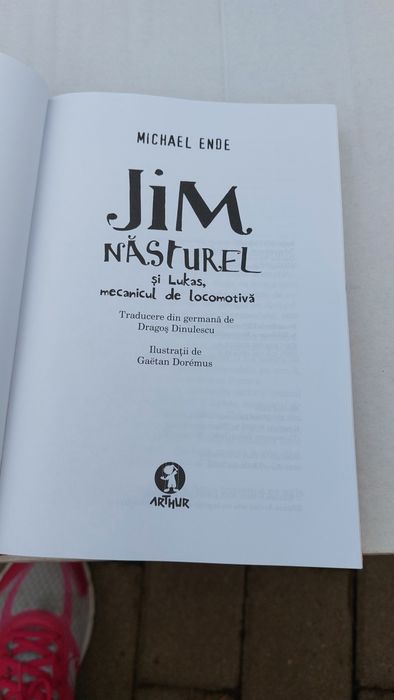 MICHAEL ENDE
JiM
NĂSTUREL
și Lukas,
mecanicul de locomotivă
Traducere din germană de
Dragoș Dinulescu
Ilustrații de
Gaëtan Dorémus
ARTHUR